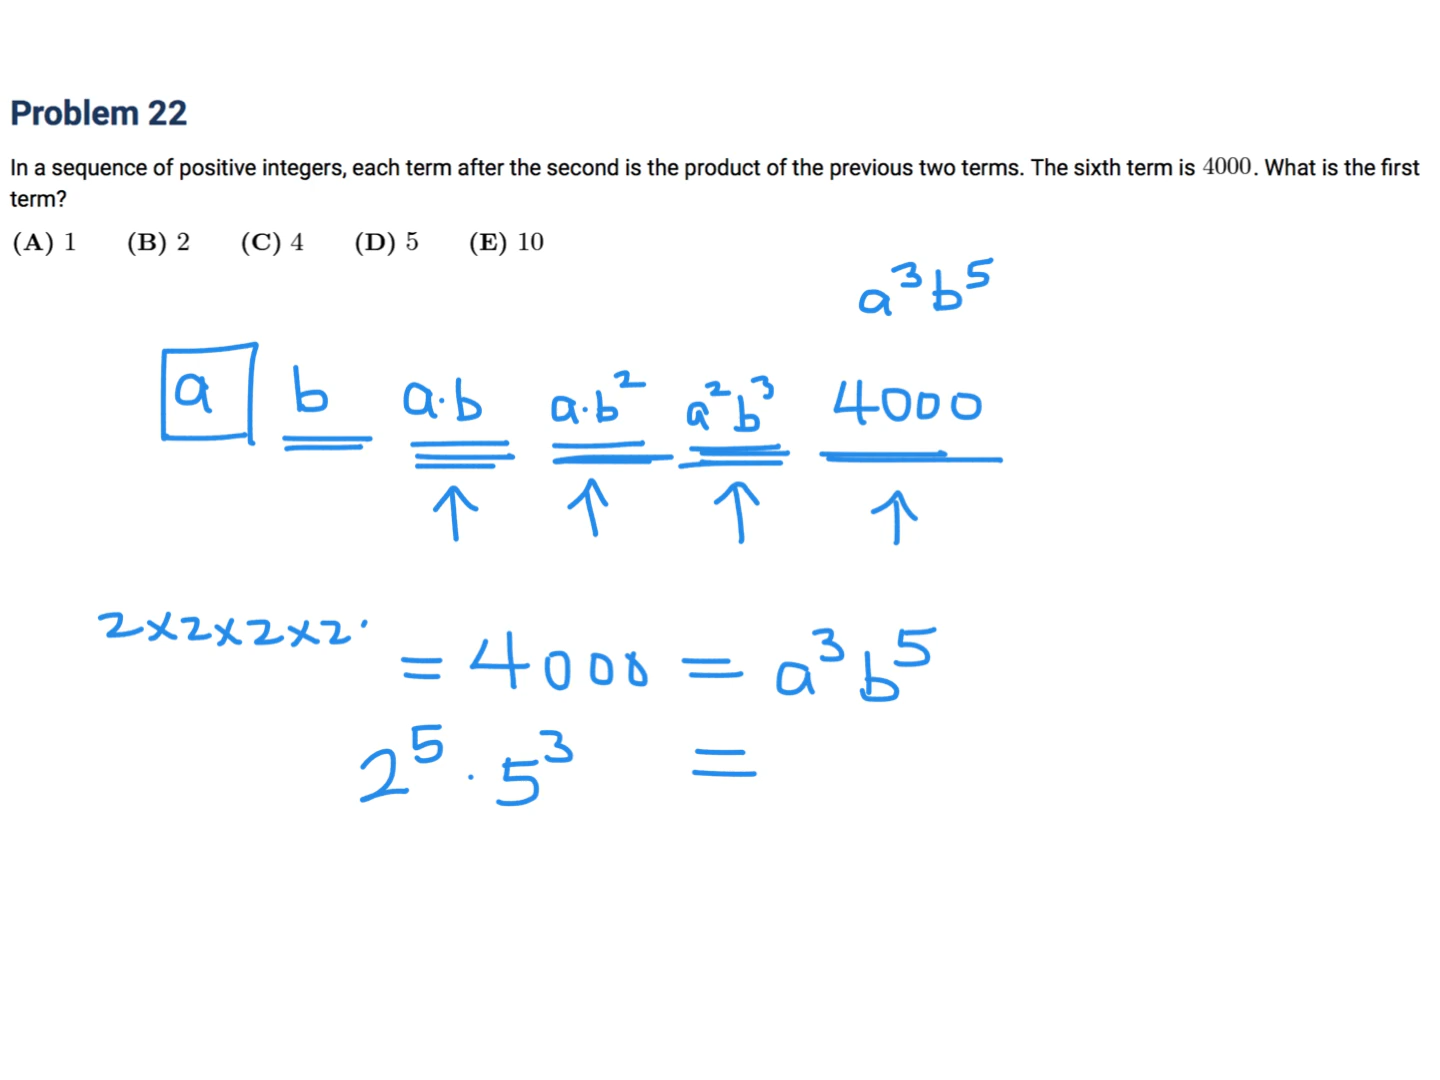 Problem 22
In a sequence of positive integers, each term after the second is the product of the previous two terms. The sixth term is 4000. What is the first
term?
(A) 1 (B) 2 (C) 4 (D) 5 (E) 10
a³b⁵
a b a·b a·b² a²b³ 4000
↑ ↑ ↑ ↑
2×2×2×2·
= 4000 = a³b⁵
2⁵ · 5³ =